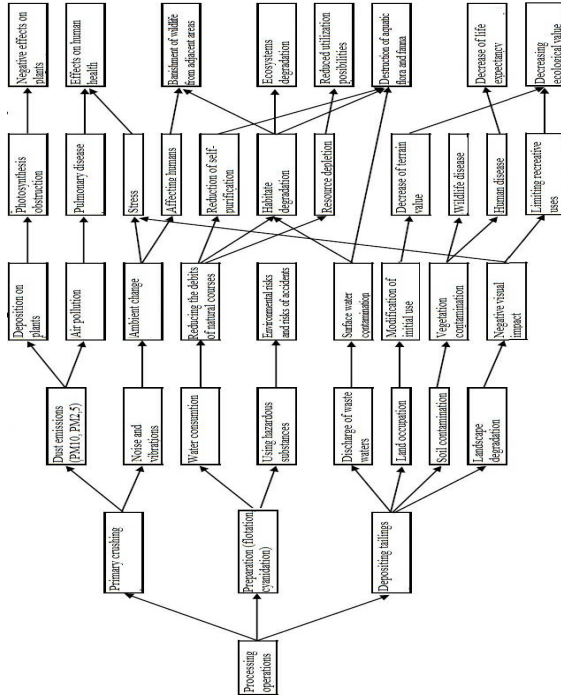 Processing
operations
Primary crushing
Preparation (flotation
cyanidation)
Depositing tailings
Dust emissions
(PM10, PM2,5)
Noise and
vibrations
Water consumtion
Using hazardous
substances
Discharge of waste
waters
Land occupation
Soil contamination
Landscape
degradation
Deposition on
plants
Air pollution
Ambient change
Reducing the debits
of natural courses
Environmental risks
and risks of accidents
Surface water
contamination
Modification of
initial use
Vegetation
contamination
Negative visual
impact
Photosynthesis
obstruction
Pulmonary disease
Stress
Affecting humans
Reduction of self-
purification
Habitate
degradation
Resource depletion
Decrease of terrain
value
Wildlife disease
Human disease
Limiting recreative
uses
Negative effects on
plants
Effects on human
health
Banishment of wildlife
from adjacent areas
Ecosystems
degradation
Reduced utilization
posibilities
Destruction of aquatic
flora and fauna
Decrease of life
expectancy
Decreasing
ecolorical value